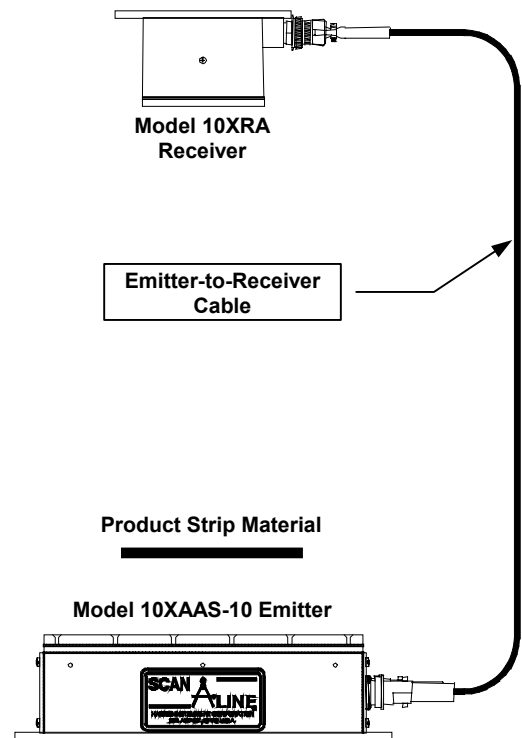 Model 10XRA
Receiver
Emitter-to-Receiver
Cable
Product Strip Material
Model 10XAAS-10 Emitter
SCAN A LINE